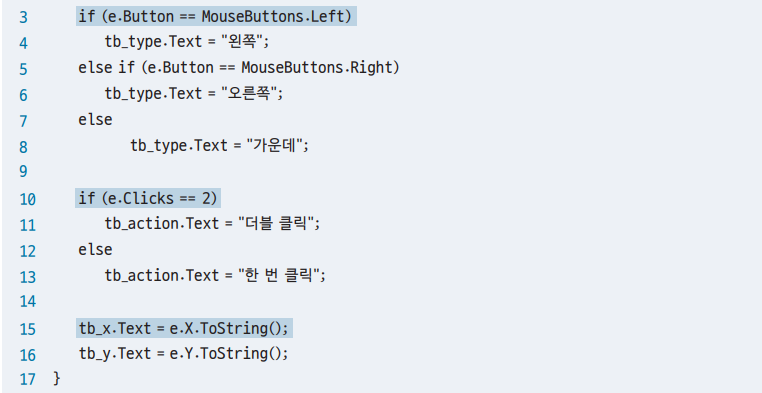 3 if (e.Button == MouseButtons.Left)
4 tb_type.Text = "왼쪽";
5 else if (e.Button == MouseButtons.Right)
6 tb_type.Text = "오른쪽";
7 else
8 tb_type.Text = "가운데";
9
10 if (e.Clicks == 2)
11 tb_action.Text = "더블 클릭";
12 else
13 tb_action.Text = "한 번 클릭";
14
15 tb_x.Text = e.X.ToString();
16 tb_y.Text = e.Y.ToString();
17 }